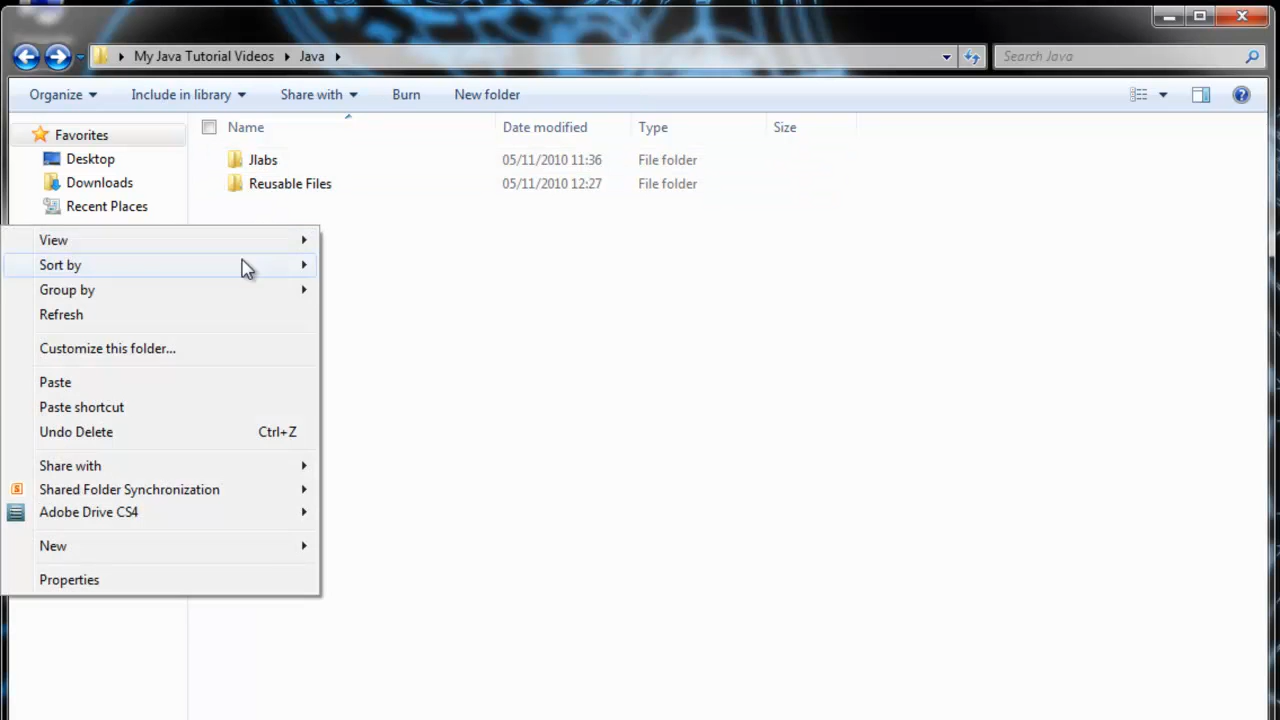 My Java Tutorial Videos Java Search Java
Organize Include in library Share with Burn New folder
Favorites
Desktop
Downloads
Recent Places
Name Date modified Type Size
Jlabs 05/11/2010 11:36 File folder
Reusable Files 05/11/2010 12:27 File folder
View
Sort by
Group by
Refresh
Customize this folder...
Paste
Paste shortcut
Undo Delete Ctrl+Z
Share with
S Shared Folder Synchronization
Adobe Drive CS4
New
Properties